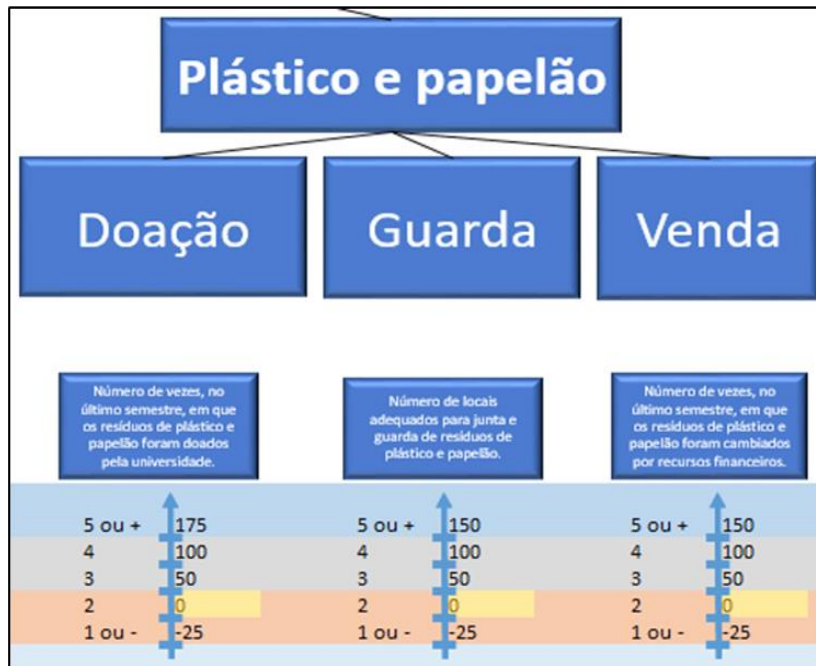 Plástico e papelão
Doação
Guarda
Venda
Número de vezes, no
último semestre, em que
os resíduos de plástico e
papelão foram doados
pela universidade.
Número de locais
adequados para junta e
guarda de resíduos de
plástico e papelão.
Número de vezes, no
último semestre, em que
os resíduos de plástico e
papelão foram cambiados
por recursos financeiros.
5 ou + 175
4 100
3 50
2 0
1 ou - -25
5 ou + 150
4 100
3 50
2 0
1 ou - -25
5 ou + 150
4 100
3 50
2 0
1 ou - -25